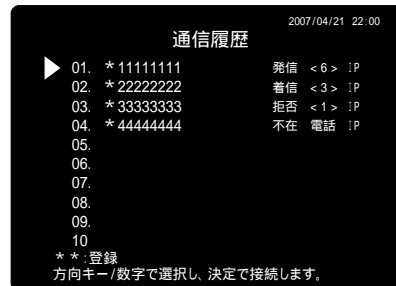 2007/04/21 22:00
通信履歴
01. *11111111 発信 <6> IP
02. *22222222 着信 <3> IP
03. *33333333 拒否 <1> IP
04. *44444444 不在 電話 IP
05.
06.
07.
08.
09.
10
**:登録
方向キー/数字で選択し、決定で接続します。